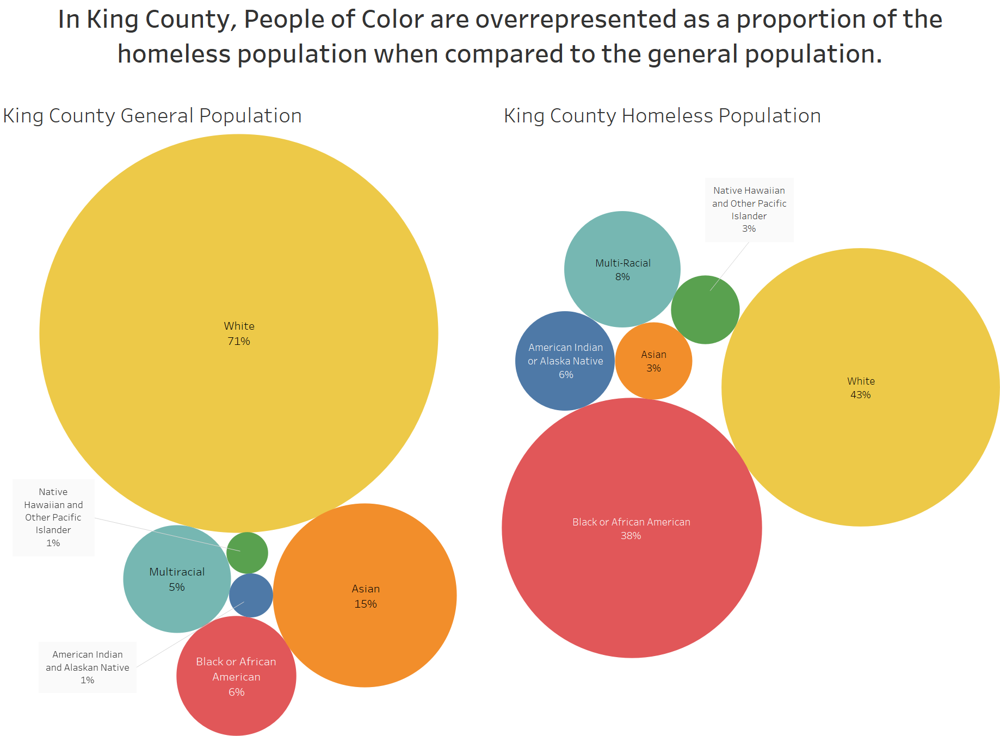 In King County, People of Color are overrepresented as a proportion of the
homeless population when compared to the general population.
King County General Population
White
71%
Native
Hawaiian and
Other Pacific
Islander
1%
Multiracial
5%
Asian
15%
American Indian
and Alaskan Native
1%
Black or African
American
6%
King County Homeless Population
Native Hawaiian
and Other Pacific
Islander
3%
Multi-Racial
8%
American Indian
or Alaska Native
6%
Asian
3%
White
43%
Black or African American
38%